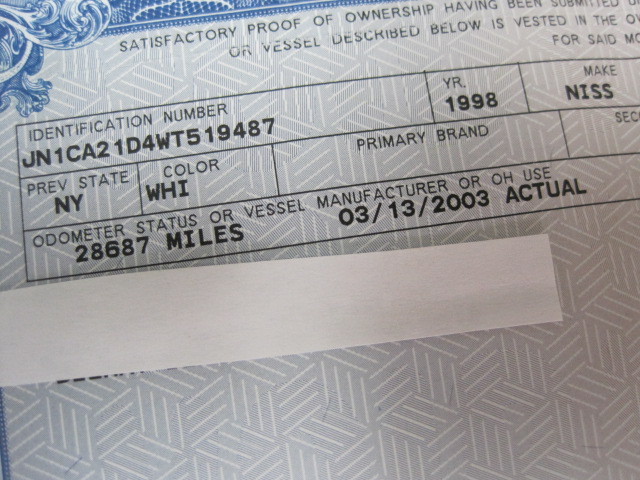 SATISFACTORY PROOF OF OWNERSHIP HAVING BEEN SUBMITTED
OR VESSEL DESCRIBED BELOW IS VESTED IN THE O
FOR SAID MO
IDENTIFICATION NUMBER YR. MAKE
JN1CA21D4WT519487 1998 NISS
PREV STATE COLOR PRIMARY BRAND SECO
NY WHI
ODOMETER STATUS OR VESSEL MANUFACTURER OR OH USE
28687 MILES 03/13/2003 ACTUAL